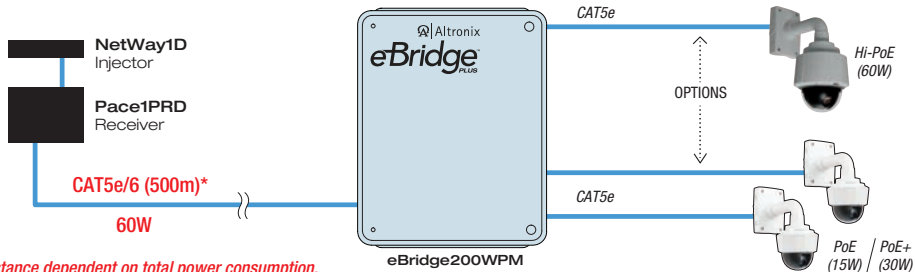 NetWay1D
Injector
Pace1PRD
Receiver
CAT5e/6 (500m)*
60W
Altronix
eBridge
PLUS
eBridge200WPM
CAT5e
OPTIONS
CAT5e
Hi-PoE
(60W)
PoE / PoE+
(15W) (30W)
dependent on total power consumption.